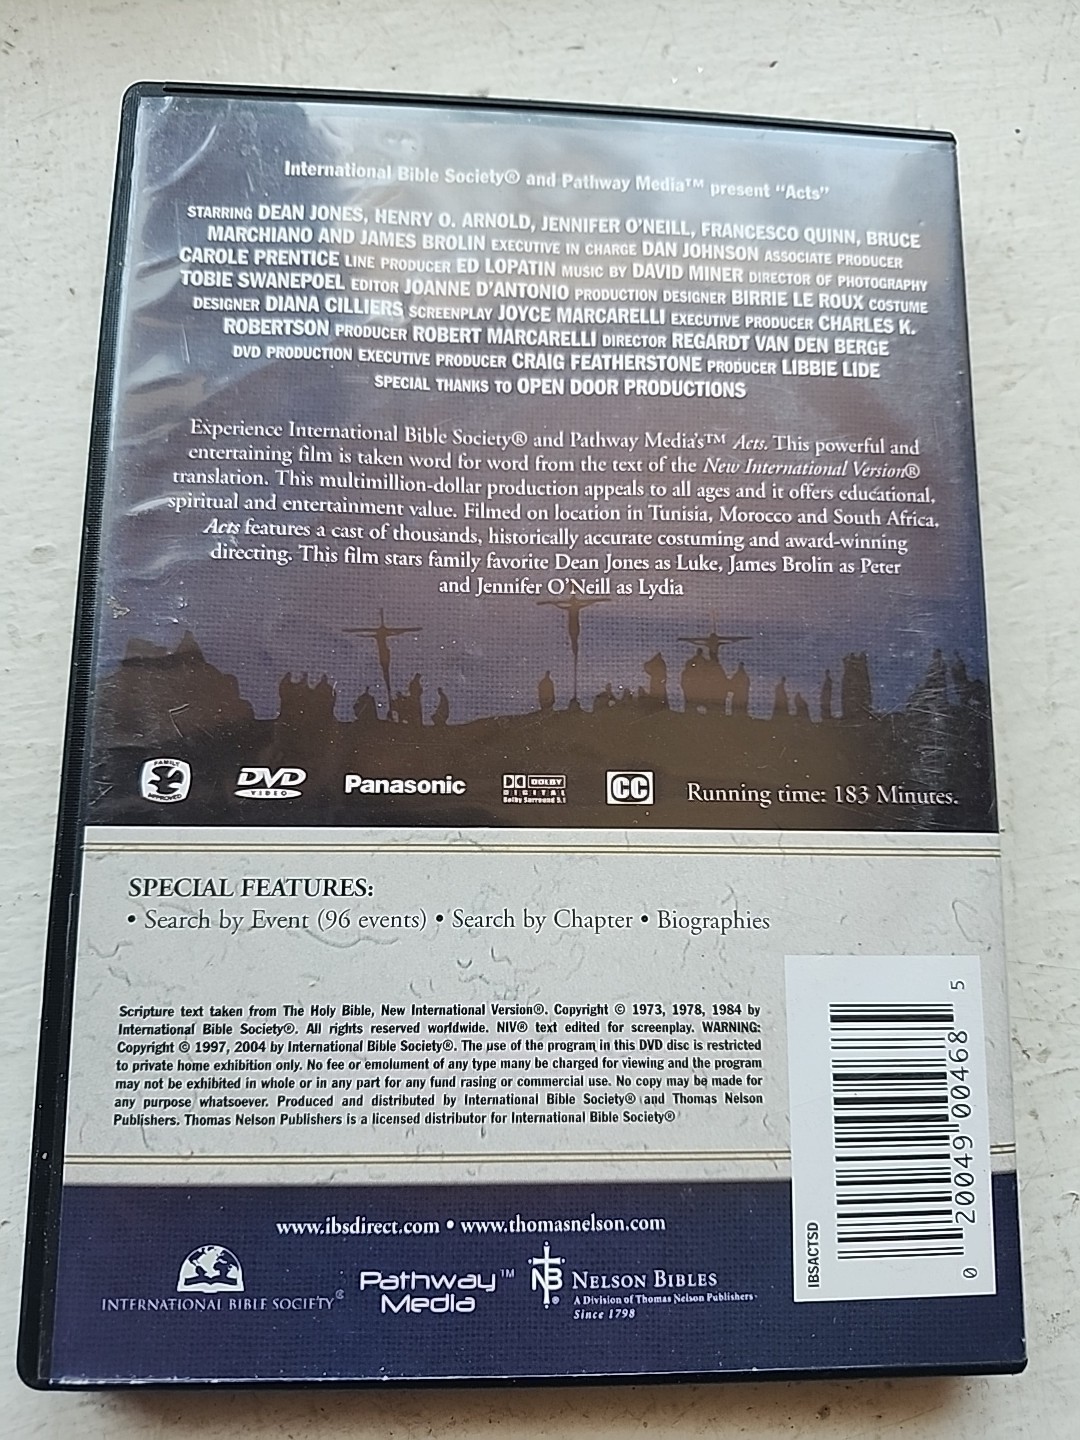 International Bible Society® and Pathway Media™ present "Acts"
STARRING DEAN JONES, HENRY O. ARNOLD, JENNIFER O'NEILL, FRANCESCO QUINN, BRUCE
MARCHIANO AND JAMES BROLIN EXECUTIVE IN CHARGE DAN JOHNSON ASSOCIATE PRODUCER
CAROLE PRENTICE LINE PRODUCER ED LOPATIN MUSIC BY DAVID MINER DIRECTOR OF PHOTOGRAPHY
TOBIE SWANEPOEL EDITOR JOANNE D'ANTONIO PRODUCTION DESIGNER BIRRIE LE ROUX COSTUME
DESIGNER DIANA CILLIERS SCREENPLAY JOYCE MARCARELLI EXECUTIVE PRODUCER CHARLES K.
ROBERTSON PRODUCER ROBERT MARCARELLI DIRECTOR REGARDT VAN DEN BERGE
DVD PRODUCTION EXECUTIVE PRODUCER CRAIG FEATHERSTONE PRODUCER LIBBIE LIDE
SPECIAL THANKS TO OPEN DOOR PRODUCTIONS
Experience International Bible Society® and Pathway Media's™ Acts. This powerful and
entertaining film is taken word for word from the text of the New International Version®
translation. This multimillion-dollar production appeals to all ages and it offers educational,
spiritual and entertainment value. Filmed on location in Tunisia, Morocco and South Africa,
Acts features a cast of thousands, historically accurate costuming and award-winning
directing. This film stars family favorite Dean Jones as Luke, James Brolin as Peter
and Jennifer O'Neill as Lydia
FAMILY APPROVED
DVD VIDEO
Panasonic
DOLBY DIGITAL
Dolby Surround 5.1
CC
Running time: 183 Minutes.
SPECIAL FEATURES:
• Search by Event (96 events) • Search by Chapter • Biographies
Scripture text taken from The Holy Bible, New International Version®. Copyright © 1973, 1978, 1984 by
International Bible Society®. All rights reserved worldwide. NIV® text edited for screenplay. WARNING:
Copyright © 1997, 2004 by International Bible Society®. The use of the program in this DVD disc is restricted
to private home exhibition only. No fee or emolument of any type many be charged for viewing and the program
may not be exhibited in whole or in any part for any fund rasing or commercial use. No copy may be made for
any purpose whatsoever. Produced and distributed by International Bible Society® and Thomas Nelson
Publishers. Thomas Nelson Publishers is a licensed distributor for International Bible Society®
IBSACTSD
0 20049 00468 5
www.ibsdirect.com • www.thomasnelson.com
INTERNATIONAL BIBLE SOCIETY®
Pathway™
Media
NB®
NELSON BIBLES
A Division of Thomas Nelson Publishers
Since 1798